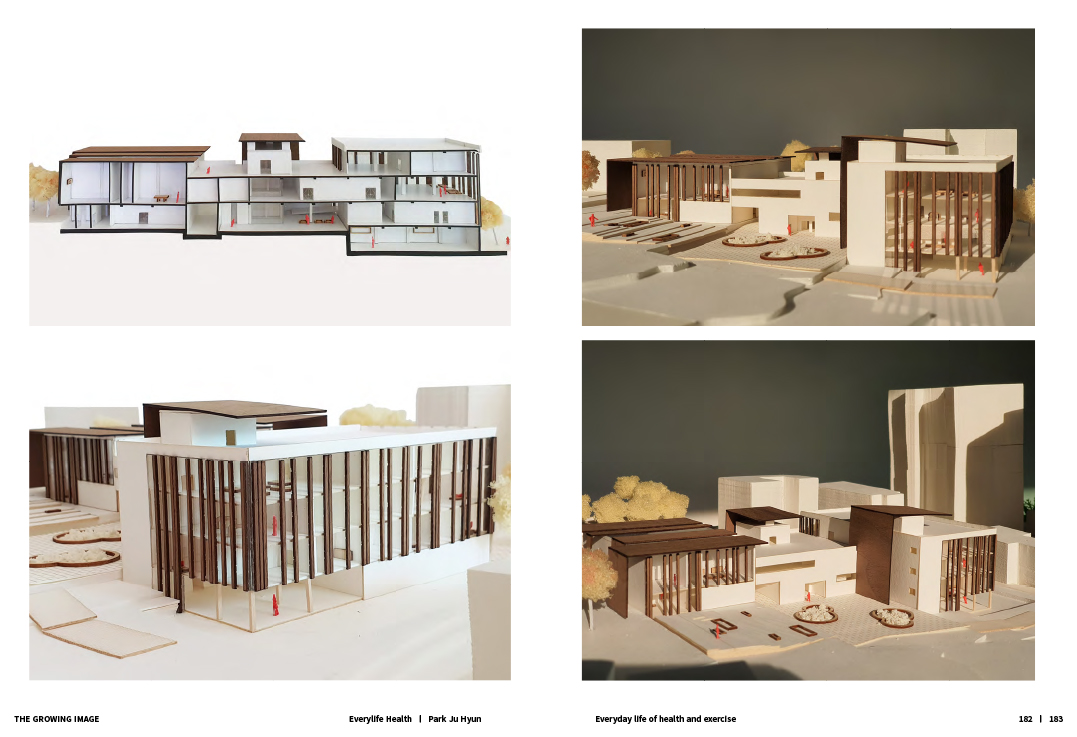 THE GROWING IMAGE
Everylife Health | Park Ju Hyun
Everyday life of health and exercise
182 | 183